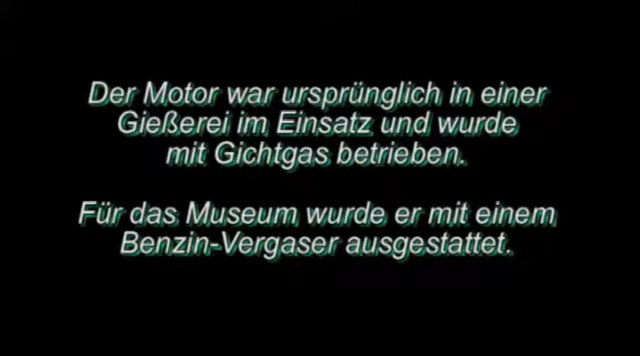 Der Motor war ursprünglich in einer
Gießerei im Einsatz und wurde
mit Gichtgas betrieben.
Für das Museum wurde er mit einem
Benzin-Vergaser ausgestattet.